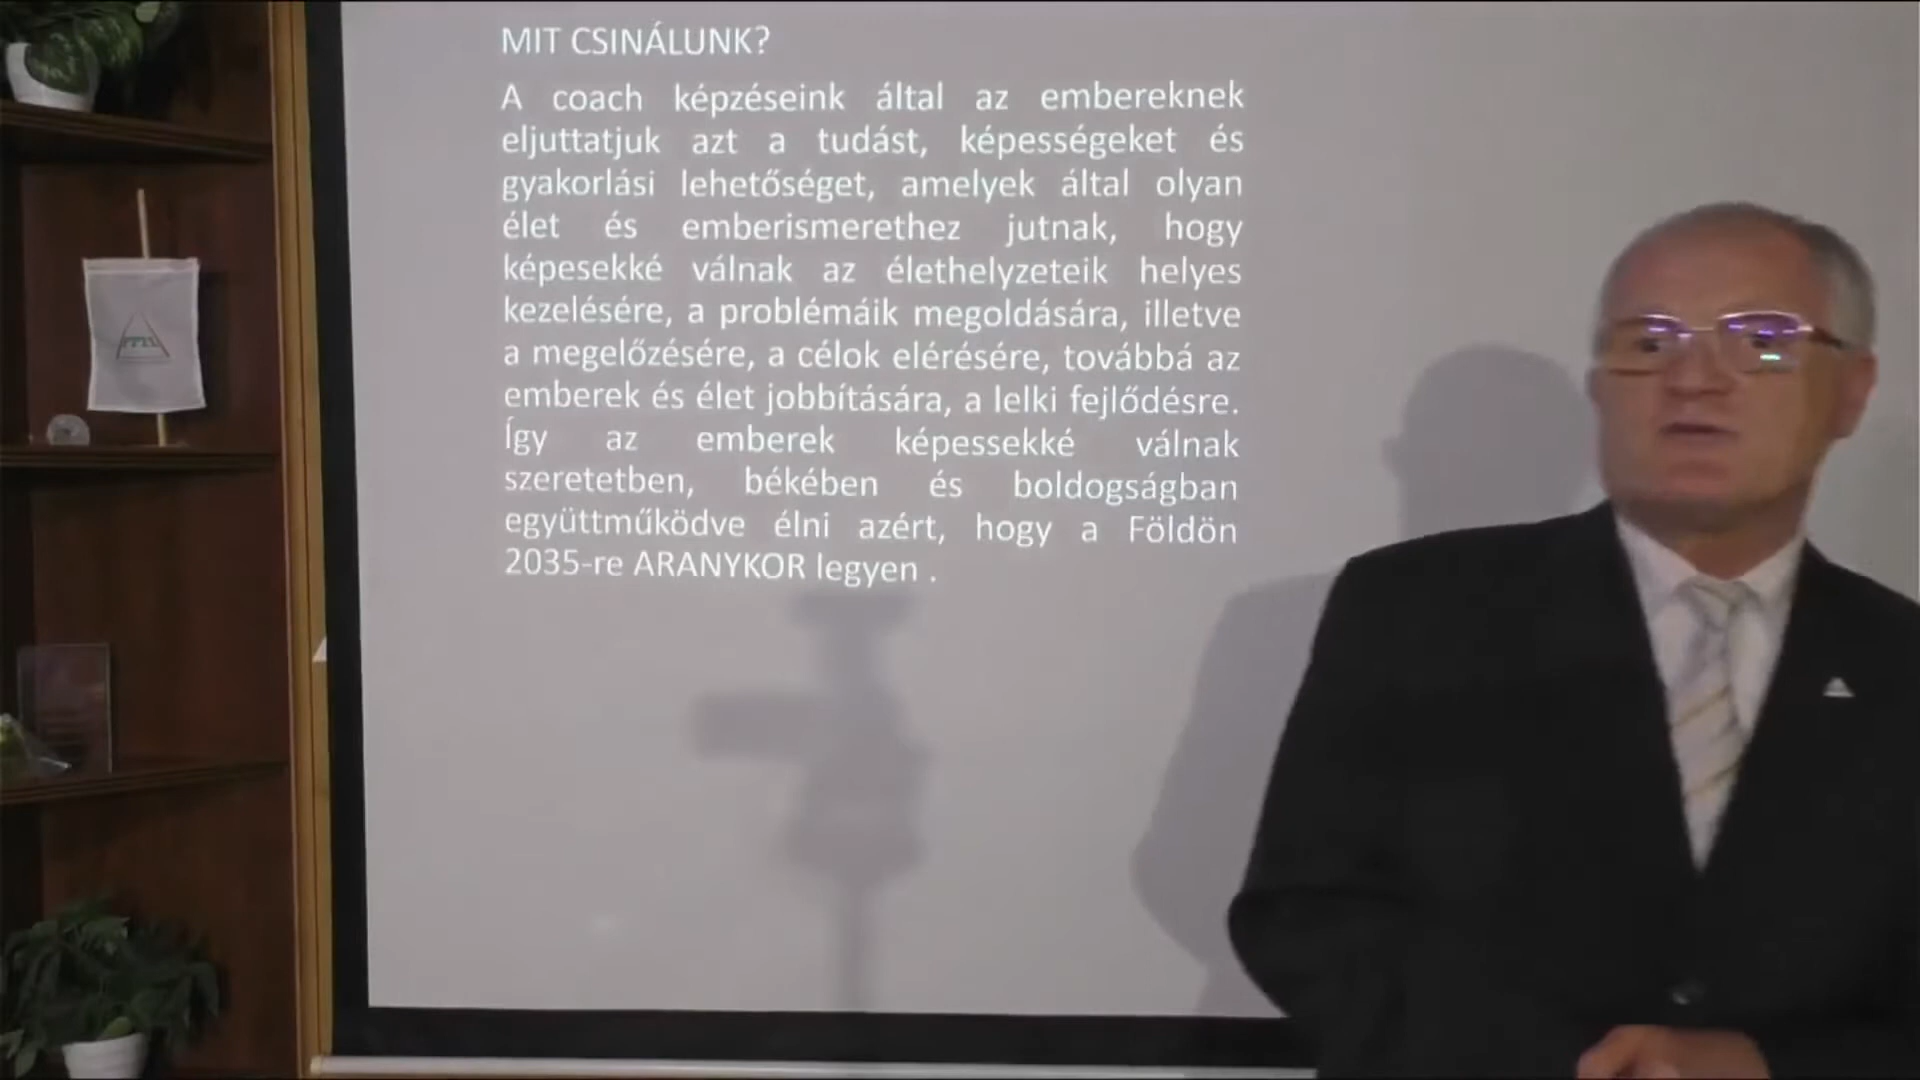 MIT CSINÁLUNK?
A coach képzéseink által az embereknek
eljuttatjuk azt a tudást, képességeket és
gyakorlási lehetőséget, amelyek által olyan
élet és emberismerethez jutnak, hogy
képesekké válnak az élethelyzeteik helyes
kezelésére, a problémáik megoldására, illetve
a megelőzésére, a célok elérésére, továbbá az
emberek és élet jobbítására, a lelki fejlődésre.
Így az emberek képessekké válnak
szeretetben, békében és boldogságban
együttműködve élni azért, hogy a Földön
2035-re ARANYKOR legyen .